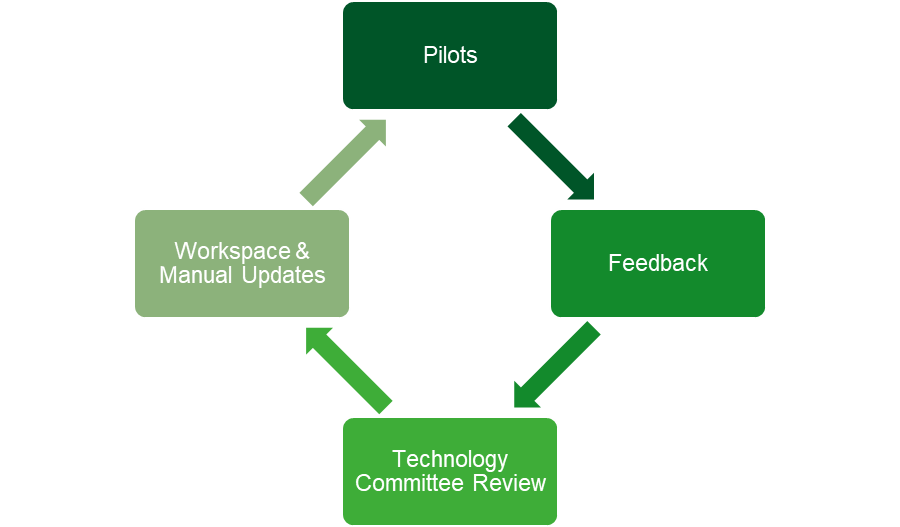 Pilots
Feedback
Technology
Committee Review
Workspace &
Manual Updates